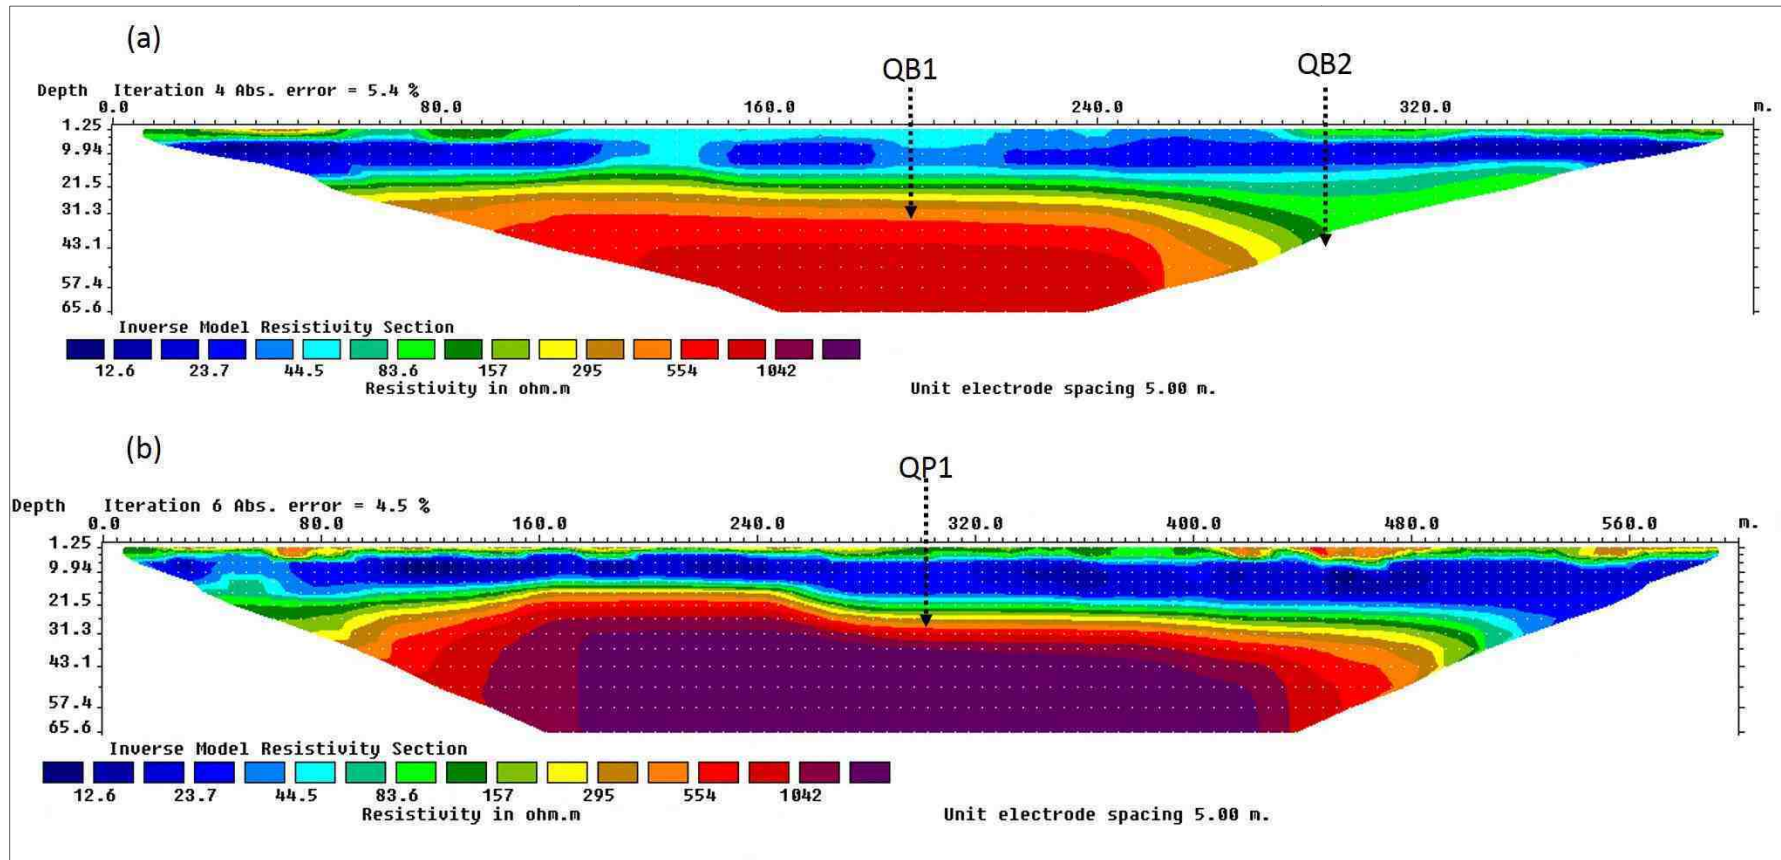 (a)
QB1
QB2
Depth Iteration 4 Abs. error = 5.4 %
0.0 80.0 160.0 240.0 320.0 m.
1.25
9.94
21.5
31.3
43.1
57.4
65.6
Inverse Model Resistivity Section
12.6 23.7 44.5 83.6 157 295 554 1042
Resistivity in ohm.m Unit electrode spacing 5.00 m.
(b)
QP1
Depth Iteration 6 Abs. error = 4.5 %
0.0 80.0 160.0 240.0 320.0 400.0 480.0 560.0 m.
1.25
9.94
21.5
31.3
43.1
57.4
65.6
Inverse Model Resistivity Section
12.6 23.7 44.5 83.6 157 295 554 1042
Resistivity in ohm.m Unit electrode spacing 5.00 m.